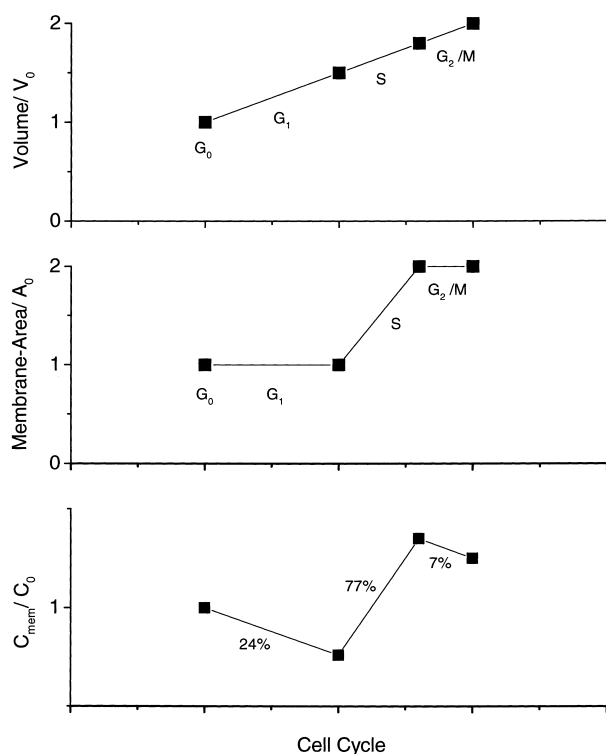 2
Volume/ V₀
1
0
G₀
G₁
S
G₂ /M
2
Membrane-Area/ A₀
1
0
G₀
G₁
S
G₂ /M
C_mem/ C₀
1
24%
77%
7%
Cell Cycle